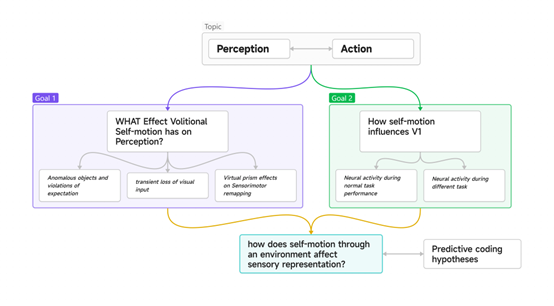 Topic
Perception
Action
Goal 1
WHAT Effect Volitional
Self-motion has on
Perception?
Anomalous objects and
violations of
expectation
transient loss of visual
input
Virtual prism effects
on Sensorimotor
remapping
Goal 2
How self-motion
influences V1
Neural activity during
normal task
performance
Neural activity during
different task
how does self-motion through
an environment affect
sensory representation?
Predictive coding
hypotheses